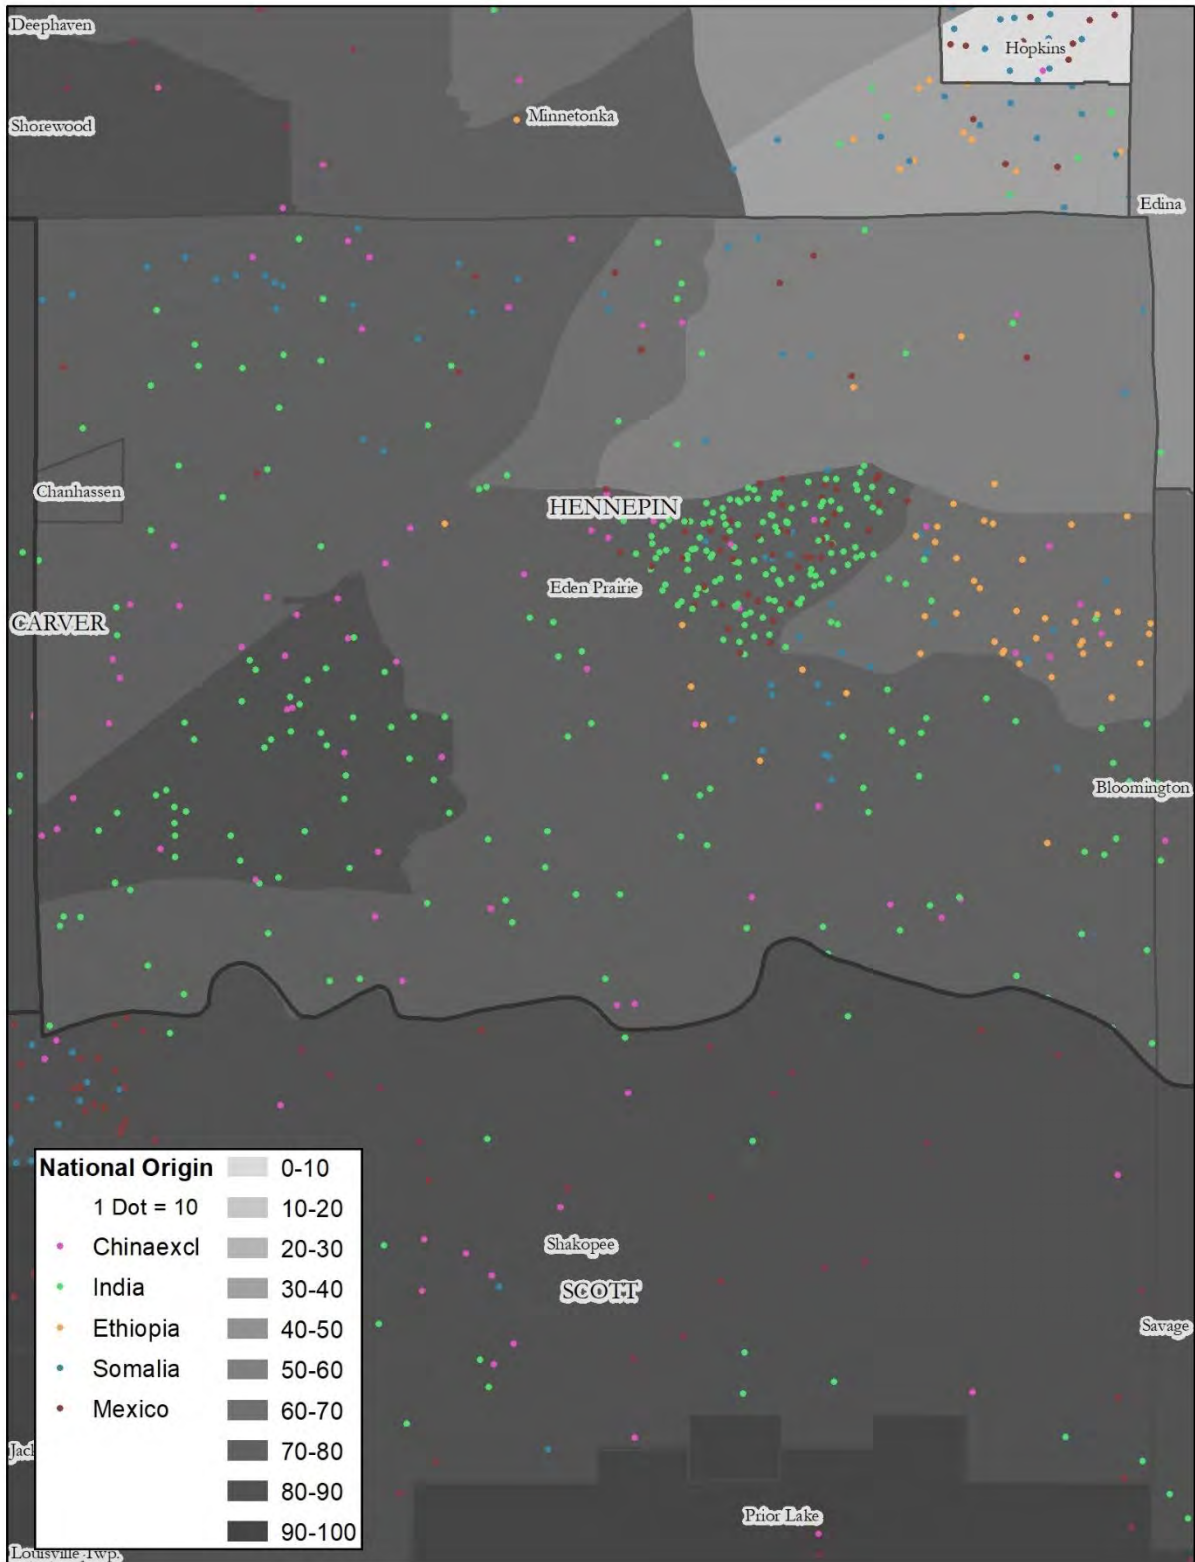 Deephaven
Hopkins
Minnetonka
Shorewood
Edina
Chanhassen
HENNEPIN
Eden Prairie
CARVER
Bloomington
National Origin
1 Dot = 10
Chinaexcl
India
Ethiopia
Somalia
Mexico
0-10
10-20
20-30
30-40
40-50
50-60
60-70
70-80
80-90
90-100
Shakopee
SCOTT
Savage
Jack
Prior Lake
Louisville Twp.